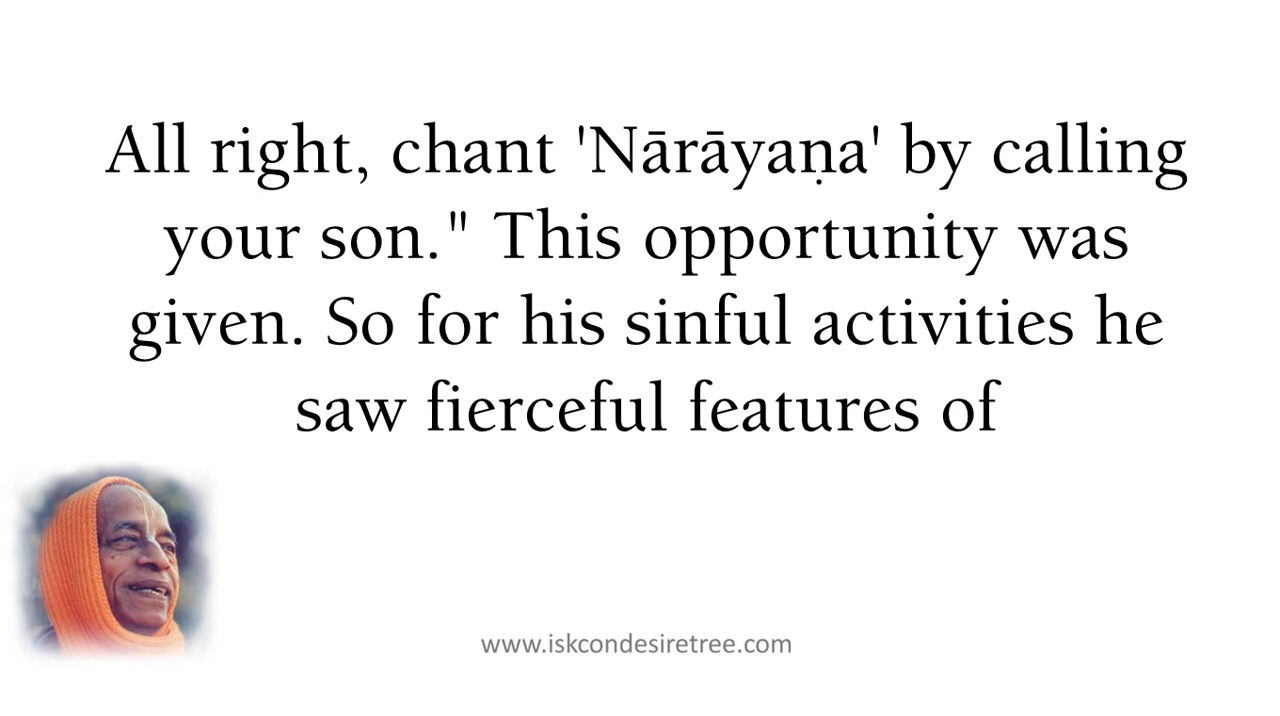 All right, chant 'Nārāyaṇa' by calling
your son." This opportunity was
given. So for his sinful activities he
saw fierceful features of
www.iskcondesiretree.com